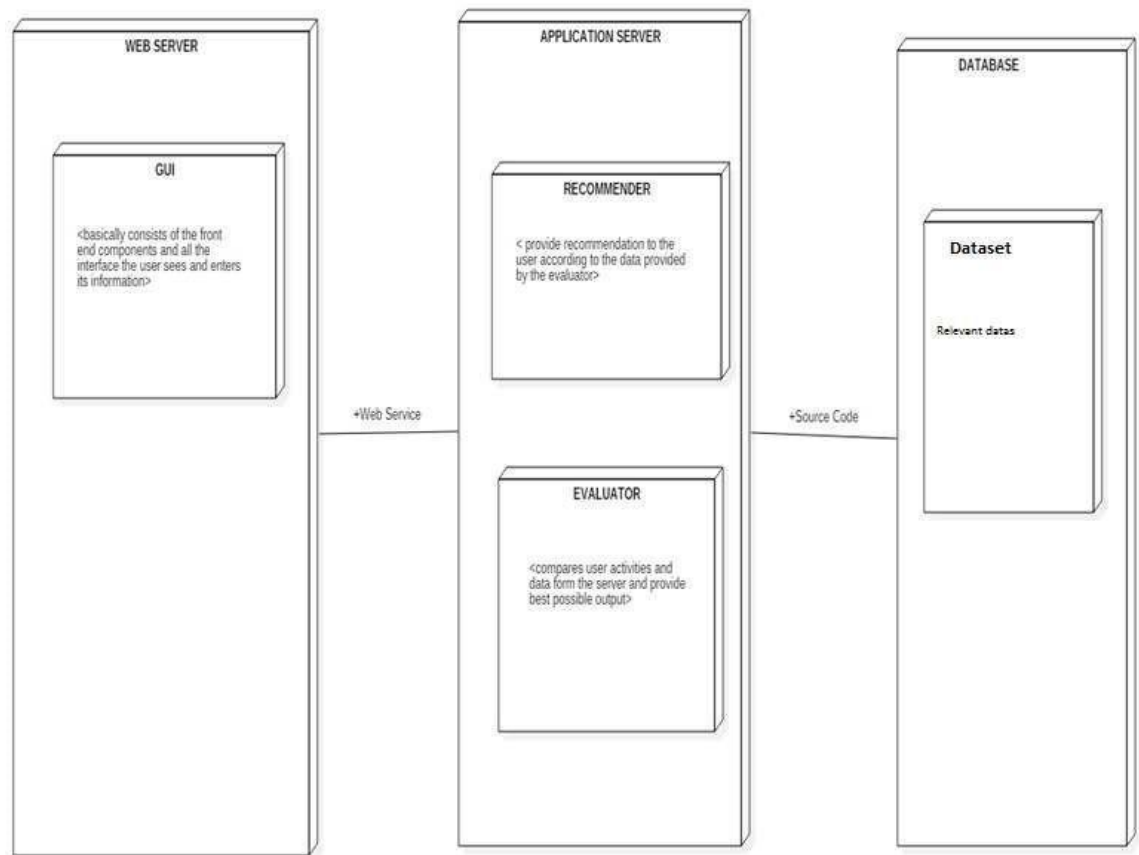 WEB SERVER
GUI
<basically consists of the front
end components and all the
interface the user sees and enters
its information>
+Web Service
APPLICATION SERVER
RECOMMENDER
< provide recommendation to the
user according to the data provided
by the evaluator>
EVALUATOR
<compares user activities and
data form the server and provide
best possible output>
+Source Code
DATABASE
Dataset
Relevant datas